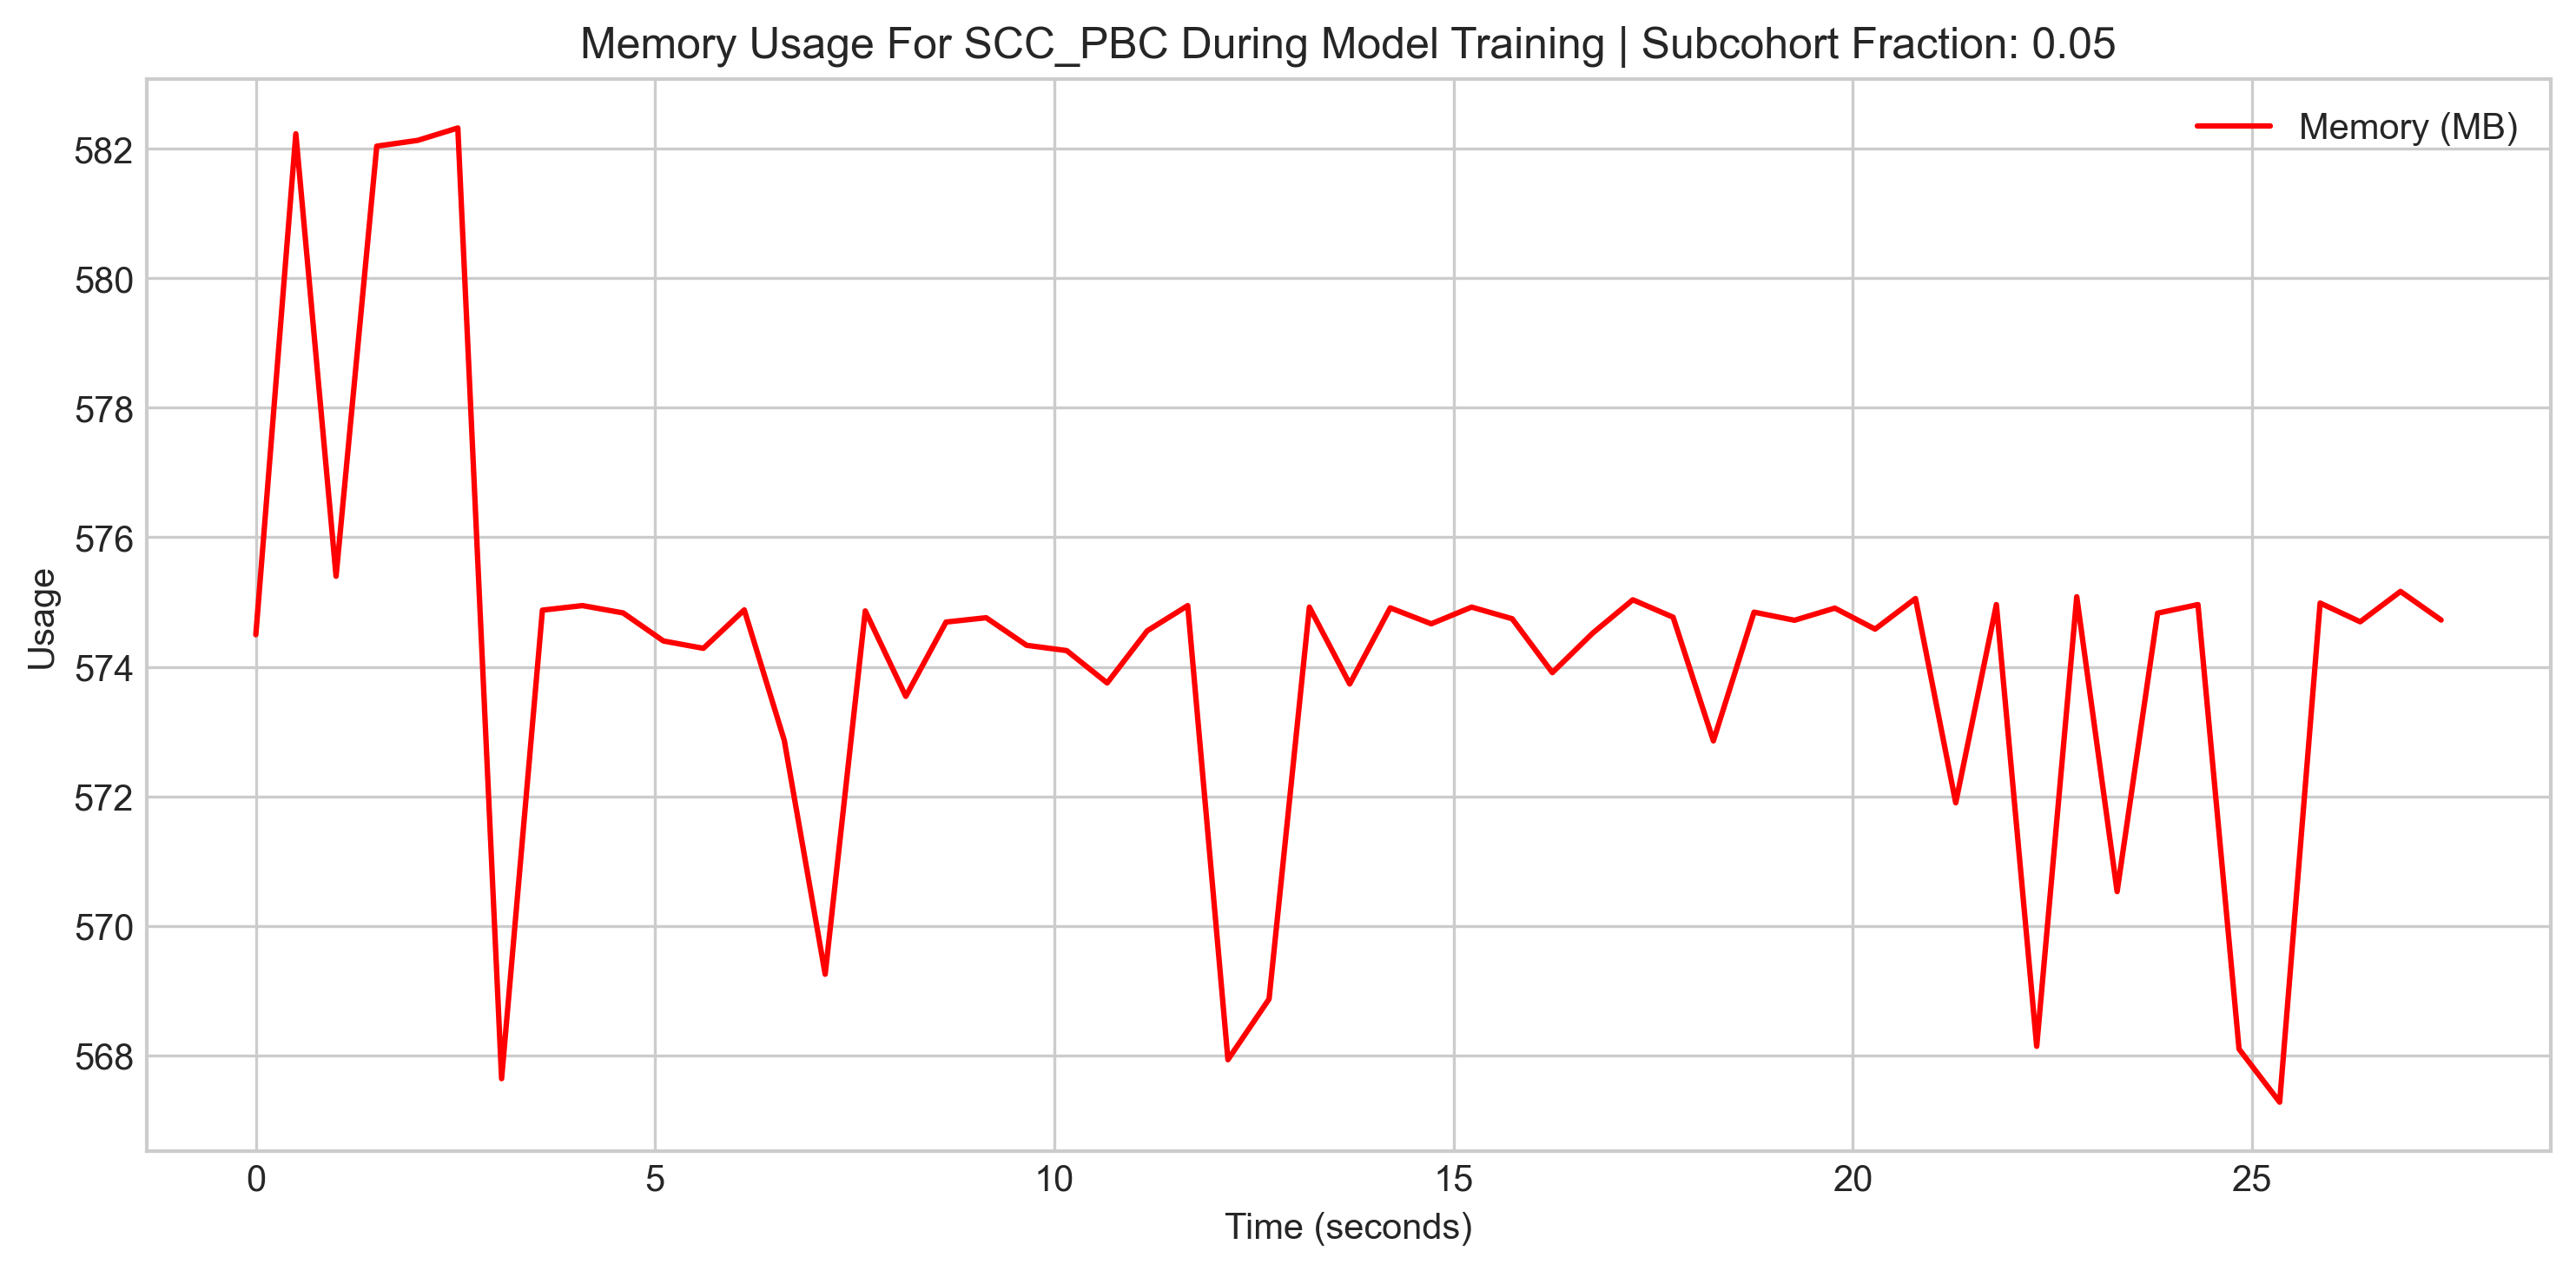 Memory Usage For SCC_PBC During Model Training | Subcohort Fraction: 0.05
Memory (MB)
582
580
578
576
574
572
570
568
Usage
0 5 10 15 20 25
Time (seconds)